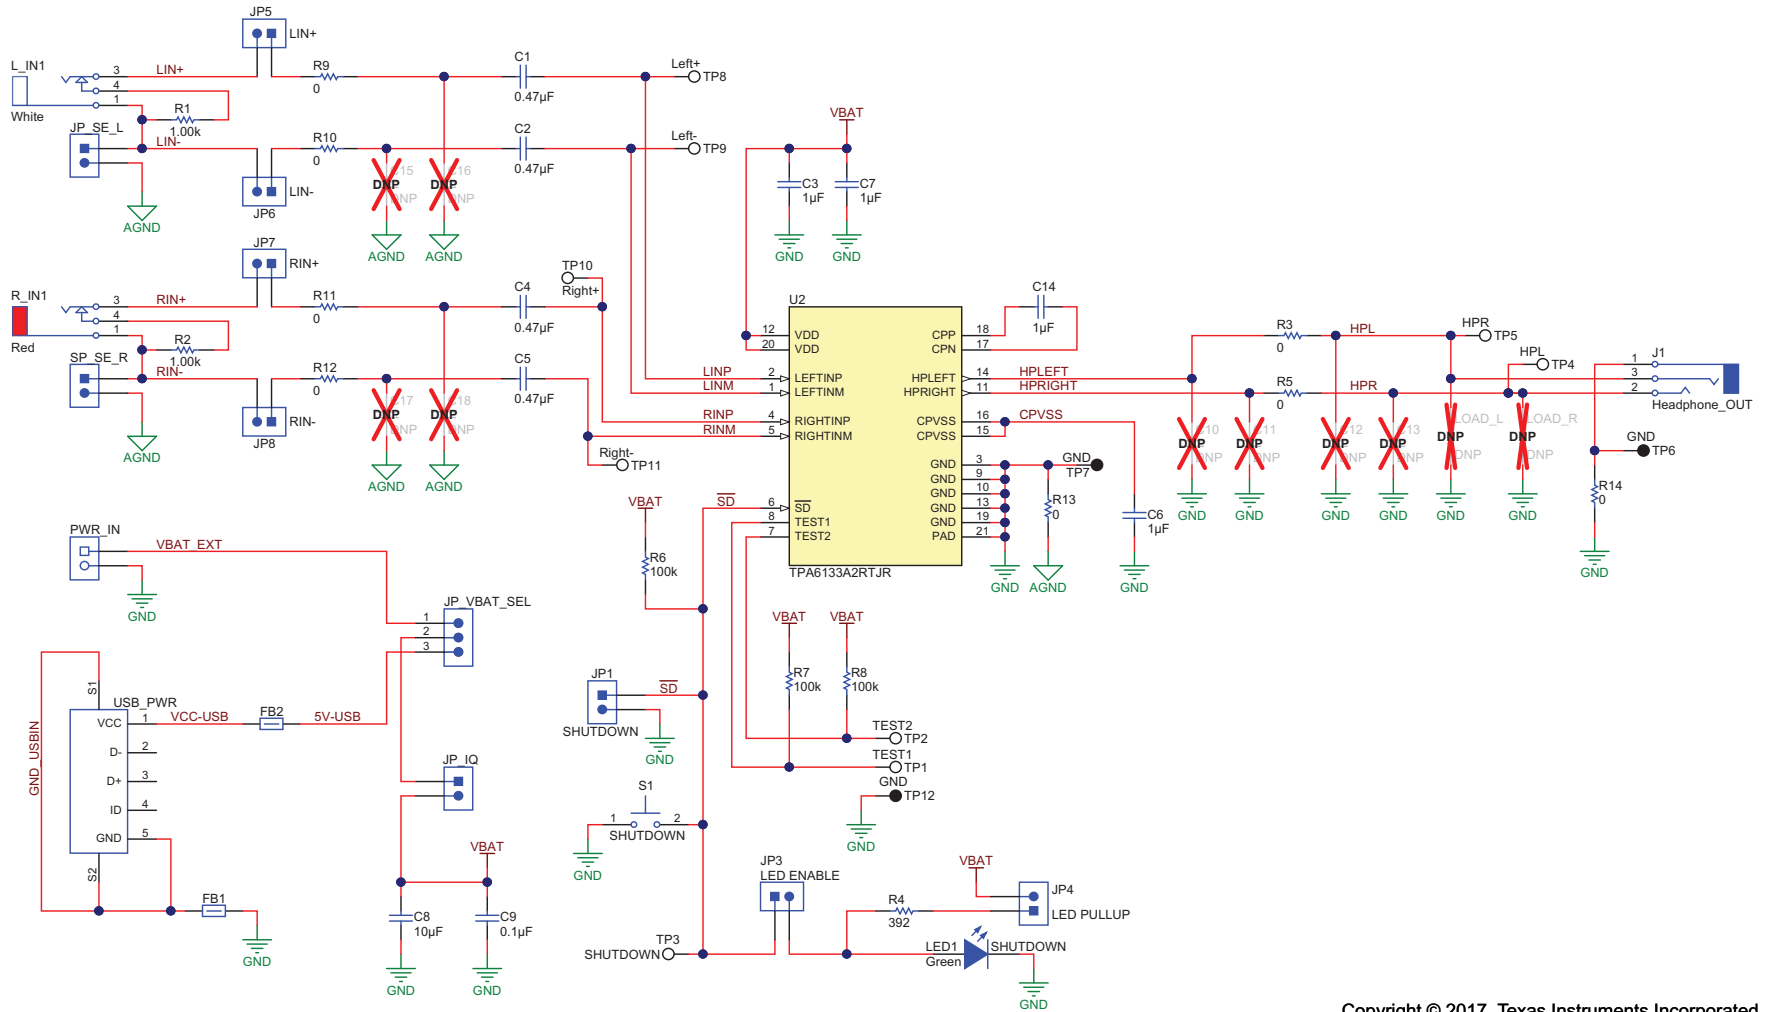 JP5
LIN+
L_IN1
White
3
4
1
LIN+
R1
1.00k
JP_SE_L
LIN-
AGND
R9
0
R10
0
LIN-
JP6
C1
0.47µF
C2
0.47µF
Left+
TP8
Left-
TP9
DNP
DNP
AGND
AGND
VBAT
C3
1µF
C7
1µF
GND
GND
JP7
RIN+
R_IN1
Red
3
4
1
RIN+
R2
1.00k
SP_SE_R
RIN-
AGND
R11
0
R12
0
RIN-
JP8
C4
0.47µF
C5
0.47µF
TP10
Right+
Right-
TP11
DNP
DNP
AGND
AGND
LINP
LINM
RINP
RINM
U2
12 VDD
20 VDD
2 LEFTINP
1 LEFTINM
4 RIGHTINP
5 RIGHTINM
6 SD
8 TEST1
7 TEST2
CPP 18
CPN 17
HPLEFT 14
HPRIGHT 11
CPVSS 16
CPVSS 15
GND 3
GND 9
GND 10
GND 13
GND 19
PAD 21
TPA6133A2RTJR
C14
1µF
HPLEFT
HPRIGHT
CPVSS
GND
TP7
R13
0
GND
AGND
C6
1µF
GND
R3
0
HPL
R5
0
HPR
HPR
TP5
HPL
TP4
1
3
2
J1
Headphone_OUT
DNP
DNP
DNP
DNP
DNP
LOAD_L
DNP
DNP
LOAD_R
DNP
GND
GND
GND
GND
GND
GND
GND
TP6
R14
0
GND
SD
VBAT
R6
100k
PWR_IN
VBAT_EXT
GND
JP_VBAT_SEL
1
2
3
USB_PWR
GND_USBIN
S1
S2
VCC 1
D- 2
D+ 3
ID 4
GND 5
VCC-USB
FB2
5V-USB
FB1
GND
JP_IQ
VBAT
C8
10µF
C9
0.1µF
GND
GND
JP1
SD
SHUTDOWN
GND
S1
1
2
SHUTDOWN
GND
VBAT
VBAT
R7
100k
R8
100k
TEST2
TP2
TEST1
TP1
GND
TP12
GND
TP3
SHUTDOWN
JP3
LED ENABLE
R4
392
VBAT
JP4
LED PULLUP
LED1
Green
SHUTDOWN
GND
Copyright © 2017, Texas Instruments Incorporated